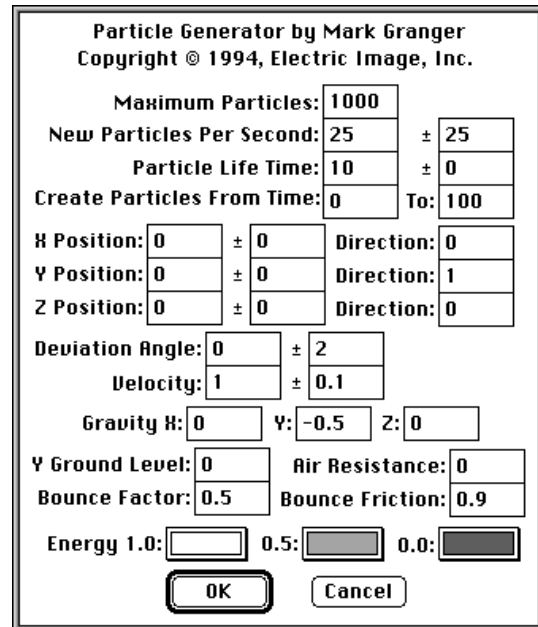 Particle Generator by Mark Granger
Copyright © 1994, Electric Image, Inc.
Maximum Particles: 1000
New Particles Per Second: 25 ± 25
Particle Life Time: 10 ± 0
Create Particles From Time: 0 To: 100
X Position: 0 ± 0 Direction: 0
Y Position: 0 ± 0 Direction: 1
Z Position: 0 ± 0 Direction: 0
Deviation Angle: 0 ± 2
Velocity: 1 ± 0.1
Gravity X: 0 Y: -0.5 Z: 0
Y Ground Level: 0 Air Resistance: 0
Bounce Factor: 0.5 Bounce Friction: 0.9
Energy 1.0: 0.5: 0.0:
OK Cancel